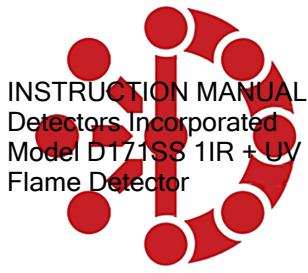 INSTRUCTION MANUAL
Detectors Incorporated
Model D171SS 1IR + UV
Flame Detector